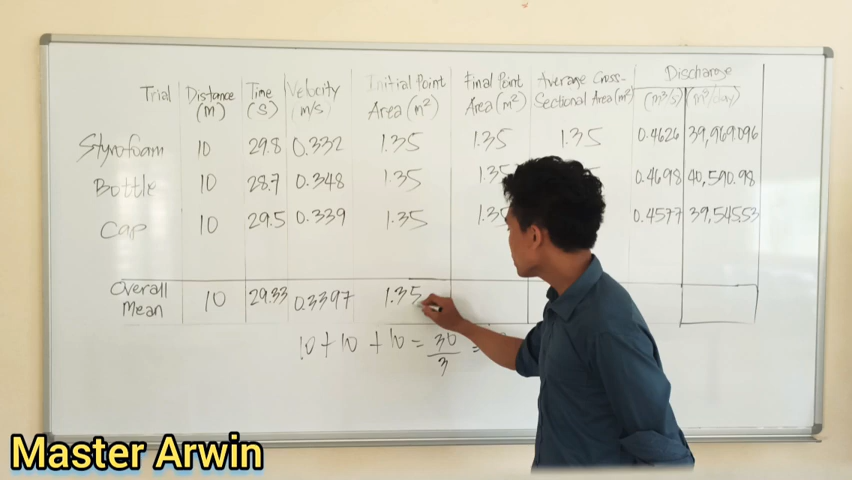 Trial Distance (M) Time (S) Velocity (m/s) Initial Point Area (m²) Final Point Area (m²) Average Cross-Sectional Area (m²) Discharge (m³/s) (m³/day)
Styrofoam 10 29.8 0.332 1.35 1.35 1.35 0.4626 39,969.096
Bottle 10 28.7 0.348 1.35 1.35 0.4698 40,590.98
Cap 10 29.5 0.339 1.35 1.35 0.4577 39,545.53
Overall Mean 10 29.33 0.3397 1.35
10 + 10 + 10 = 30
3
=
Master Arwin